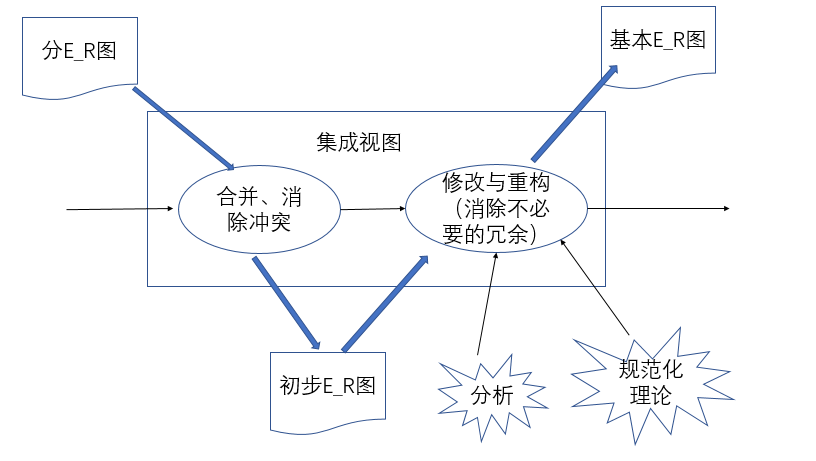 分E_R图
基本E_R图
集成视图
合并、消
除冲突
修改与重构
（消除不必
要的冗余）
初步E_R图
分析
规范化
理论